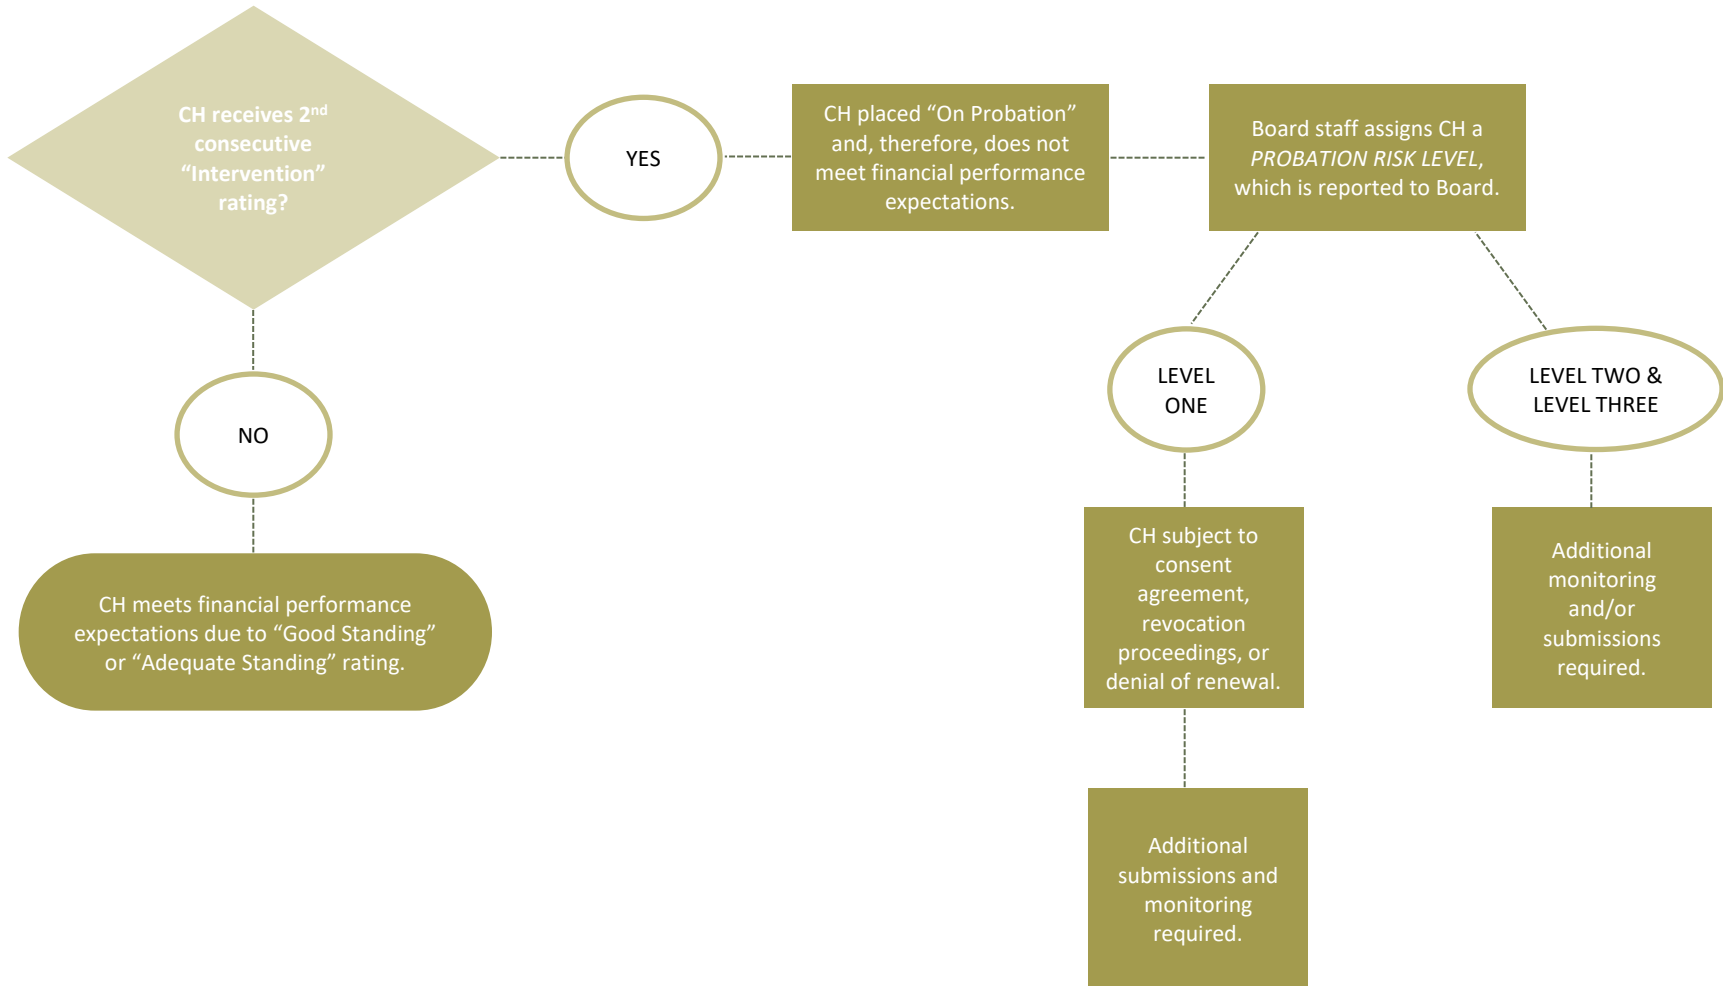 CH receives 2nd
consecutive
“Intervention”
rating?
YES
CH placed “On Probation”
and, therefore, does not
meet financial performance
expectations.
Board staff assigns CH a
PROBATION RISK LEVEL,
which is reported to Board.
NO
CH meets financial performance
expectations due to “Good Standing”
or “Adequate Standing” rating.
LEVEL
ONE
LEVEL TWO &
LEVEL THREE
CH subject to
consent
agreement,
revocation
proceedings, or
denial of renewal.
Additional
monitoring
and/or
submissions
required.
Additional
submissions and
monitoring
required.